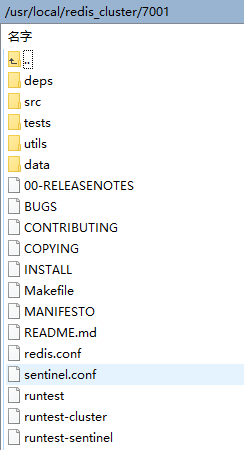 /usr/local/redis_cluster/7001
名字
..
deps
src
tests
utils
data
00-RELEASENOTES
BUGS
CONTRIBUTING
COPYING
INSTALL
Makefile
MANIFESTO
README.md
redis.conf
sentinel.conf
runtest
runtest-cluster
runtest-sentinel